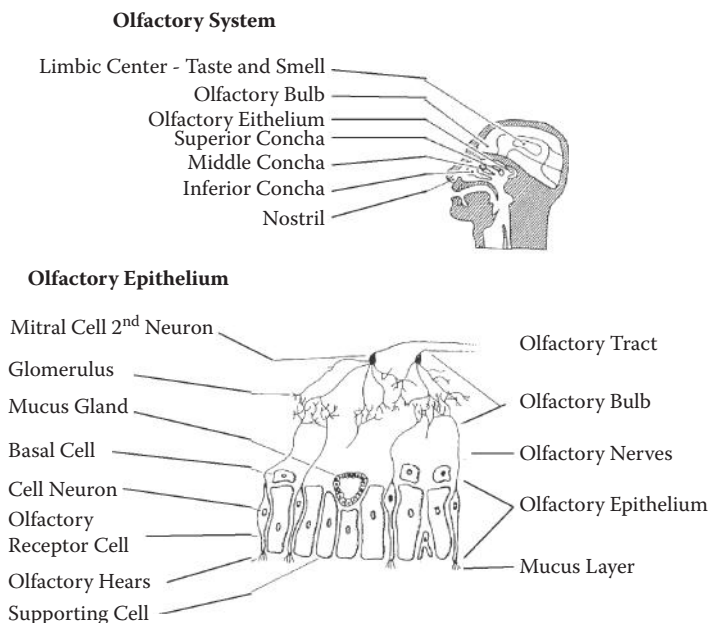 Olfactory System
Limbic Center - Taste and Smell
Olfactory Bulb
Olfactory Eithelium
Superior Concha
Middle Concha
Inferior Concha
Nostril
Olfactory Epithelium
Mitral Cell 2nd Neuron
Glomerulus
Mucus Gland
Basal Cell
Cell Neuron
Olfactory
Receptor Cell
Olfactory Hears
Supporting Cell
Olfactory Tract
Olfactory Bulb
Olfactory Nerves
Olfactory Epithelium
Mucus Layer